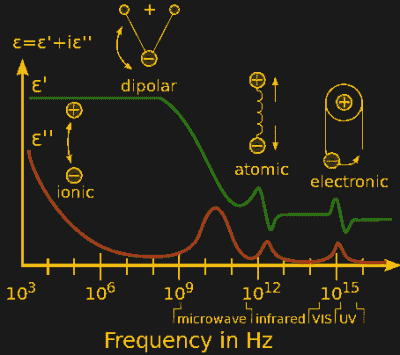 ε=ε'+iε''
+
−
dipolar
ε'
+
+
+
ε''
−
−
−
ionic
atomic
electronic
10³ 10⁶ 10⁹ 10¹² 10¹⁵
microwave infrared VIS UV
Frequency in Hz